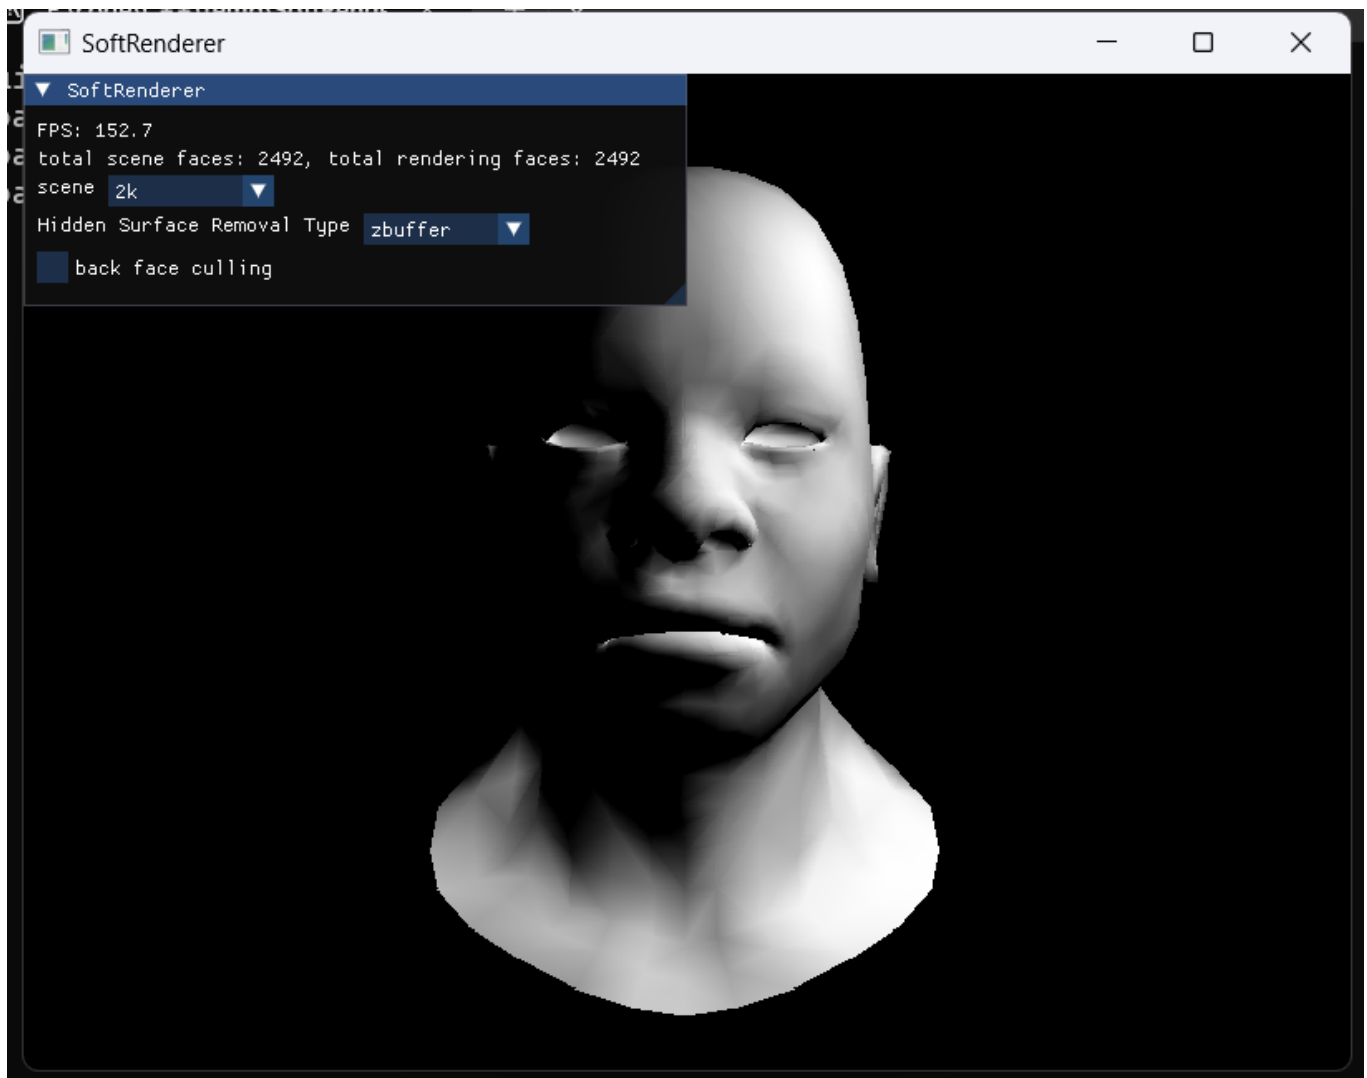 SoftRenderer
SoftRenderer
FPS: 152.7
total scene faces: 2492, total rendering faces: 2492
scene 2k
Hidden Surface Removal Type zbuffer
back face culling